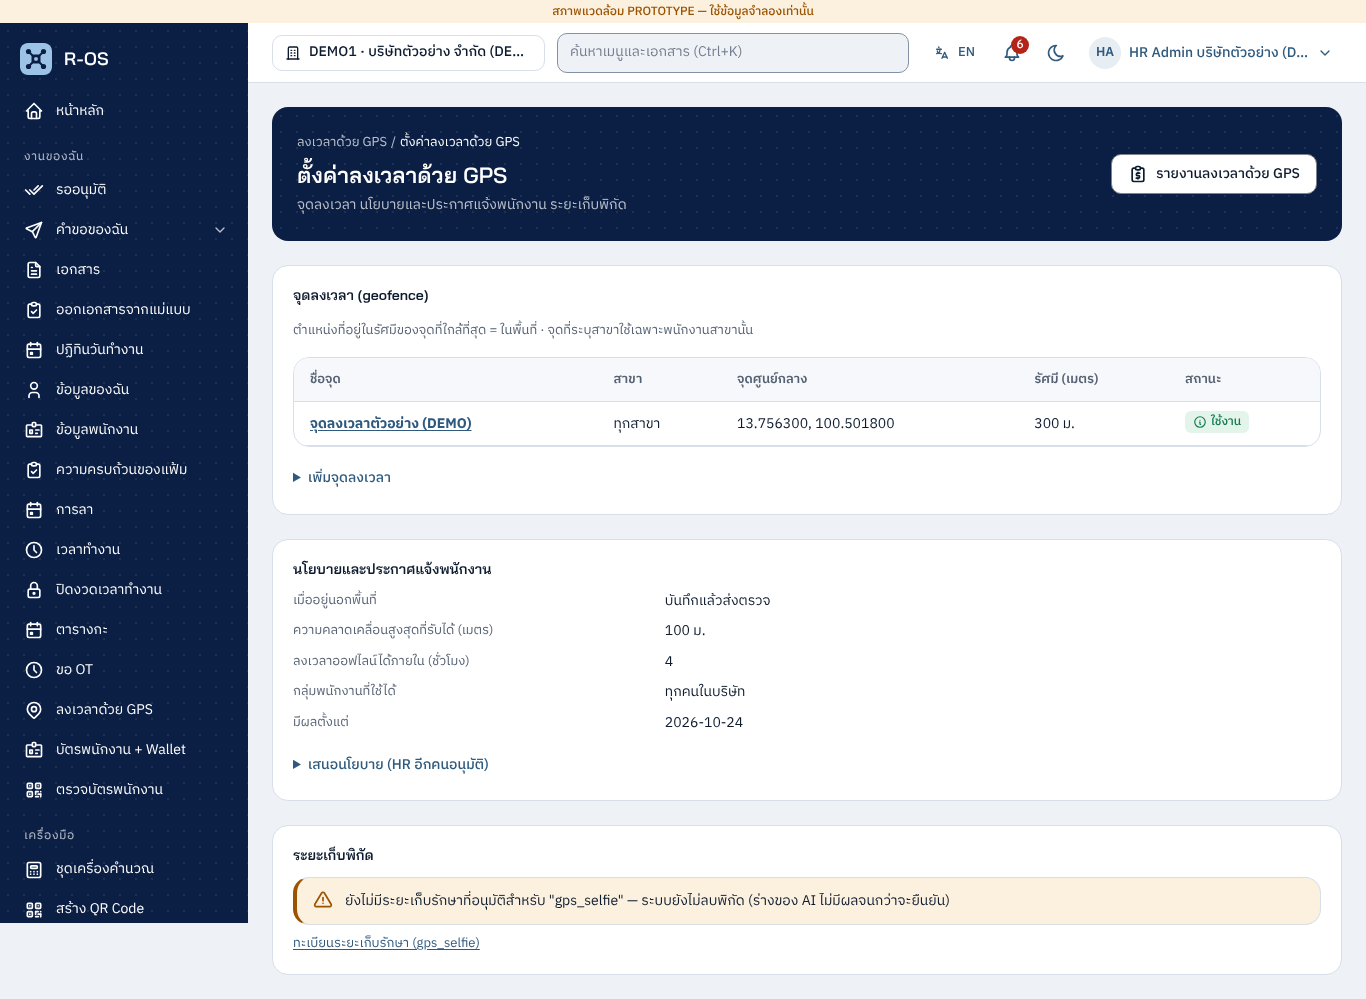 สภาพแวดล้อม PROTOTYPE — ใช้ข้อมูลจำลองเท่านั้น
R-OS
DEMO1 · บริษัทตัวอย่าง จำกัด (DE...
ค้นหาเมนูและเอกสาร (Ctrl+K)
EN
6
HA
HR Admin บริษัทตัวอย่าง (D...
หน้าหลัก
งานของฉัน
รออนุมัติ
คำขอของฉัน
เอกสาร
ออกเอกสารจากแม่แบบ
ปฏิทินวันทำงาน
ข้อมูลของฉัน
ข้อมูลพนักงาน
ความครบถ้วนของแฟ้ม
การลา
เวลาทำงาน
ปิดงวดเวลาทำงาน
ตารางกะ
ขอ OT
ลงเวลาด้วย GPS
บัตรพนักงาน + Wallet
ตรวจบัตรพนักงาน
เครื่องมือ
ชุดเครื่องคำนวณ
สร้าง QR Code
ลงเวลาด้วย GPS / ตั้งค่าลงเวลาด้วย GPS
ตั้งค่าลงเวลาด้วย GPS
จุดลงเวลา นโยบายและประกาศแจ้งพนักงาน ระยะเก็บพิกัด
รายงานลงเวลาด้วย GPS
จุดลงเวลา (geofence)
ตำแหน่งที่อยู่ในรัศมีของจุดที่ใกล้ที่สุด = ในพื้นที่ · จุดที่ระบุสาขาใช้เฉพาะพนักงานสาขานั้น
ชื่อจุด สาขา จุดศูนย์กลาง รัศมี (เมตร) สถานะ
จุดลงเวลาตัวอย่าง (DEMO) ทุกสาขา 13.756300, 100.501800 300 ม. ใช้งาน
เพิ่มจุดลงเวลา
นโยบายและประกาศแจ้งพนักงาน
เมื่ออยู่นอกพื้นที่ บันทึกแล้วส่งตรวจ
ความคลาดเคลื่อนสูงสุดที่รับได้ (เมตร) 100 ม.
ลงเวลาออฟไลน์ได้ภายใน (ชั่วโมง) 4
กลุ่มพนักงานที่ใช้ได้ ทุกคนในบริษัท
มีผลตั้งแต่ 2026-10-24
เสนอนโยบาย (HR อีกคนอนุมัติ)
ระยะเก็บพิกัด
ยังไม่มีระยะเก็บรักษาที่อนุมัติสำหรับ "gps_selfie" — ระบบยังไม่ลบพิกัด (ร่างของ AI ไม่มีผลจนกว่าจะยืนยัน)
ทะเบียนระยะเก็บรักษา (gps_selfie)